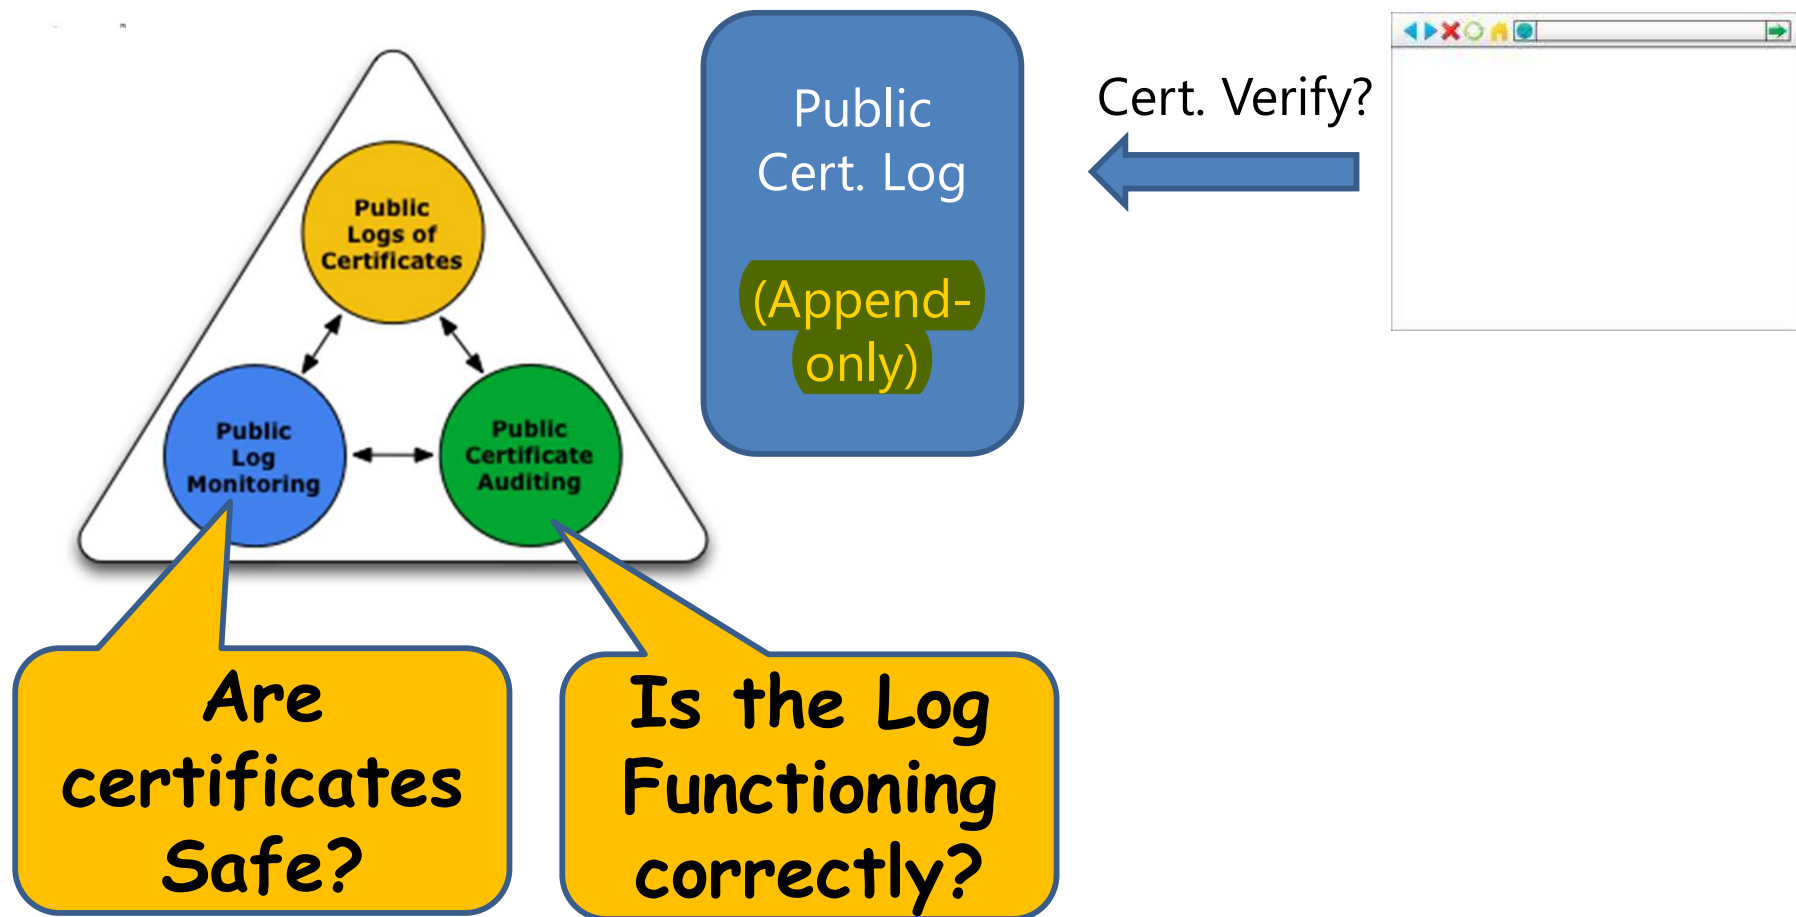 Public
Logs of
Certificates
Public
Log
Monitoring
Public
Certificate
Auditing
Public
Cert. Log
(Append-
only)
Cert. Verify?
Are
certificates
Safe?
Is the Log
Functioning
correctly?